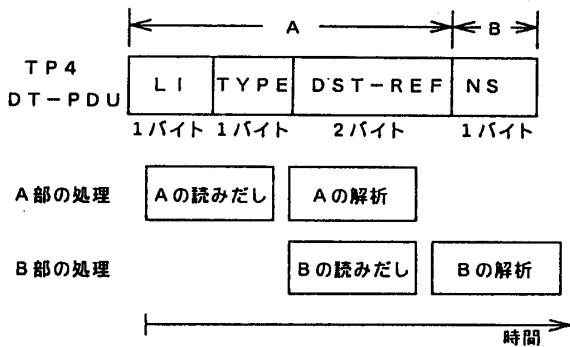 A B
TP4
DT-PDU
LI TYPE DST-REF NS
1バイト 1バイト 2バイト 1バイト
A部の処理 Aの読みだし Aの解析
B部の処理 Bの読みだし Bの解析
時間